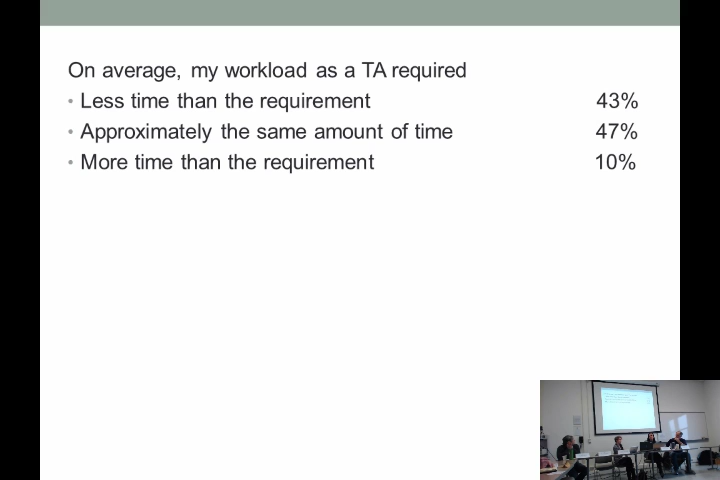 On average, my workload as a TA required
• Less time than the requirement 43%
• Approximately the same amount of time 47%
• More time than the requirement 10%